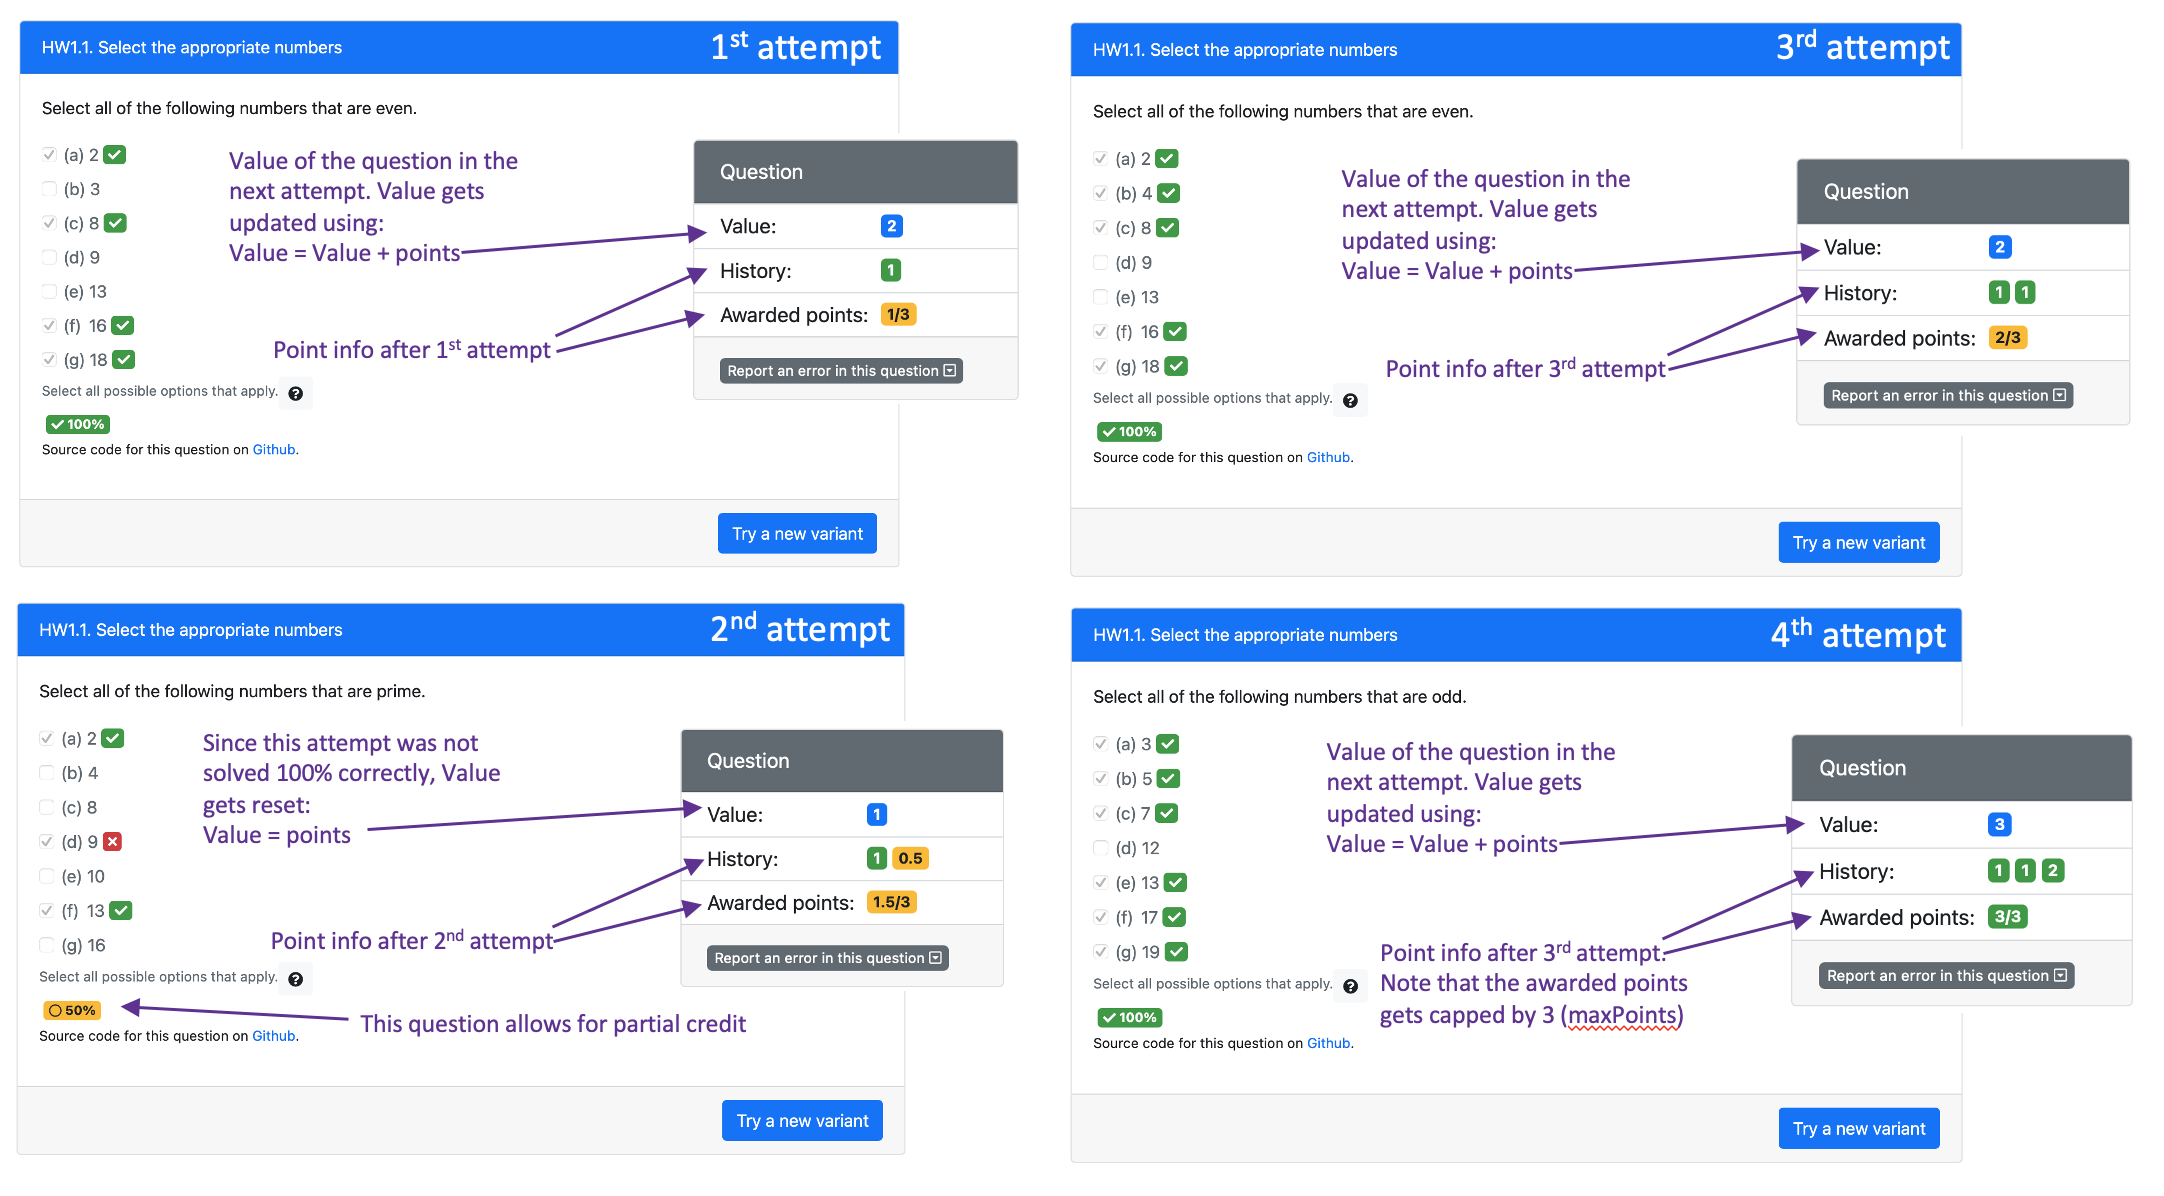 HW1.1. Select the appropriate numbers
1st attempt
Select all of the following numbers that are even.
(a) 2
(b) 3
(c) 8
(d) 9
(e) 13
(f) 16
(g) 18
Select all possible options that apply. ?
100%
Source code for this question on Github.
Try a new variant
Value of the question in the
next attempt. Value gets
updated using:
Value = Value + points
Point info after 1st attempt
Question
Value: 2
History: 1
Awarded points: 1/3
Report an error in this question
HW1.1. Select the appropriate numbers
2nd attempt
Select all of the following numbers that are prime.
(a) 2
(b) 4
(c) 8
(d) 9
(e) 10
(f) 13
(g) 16
Select all possible options that apply. ?
50%
Source code for this question on Github.
Try a new variant
Since this attempt was not
solved 100% correctly, Value
gets reset:
Value = points
Point info after 2nd attempt
This question allows for partial credit
Question
Value: 1
History: 1 0.5
Awarded points: 1.5/3
Report an error in this question
HW1.1. Select the appropriate numbers
3rd attempt
Select all of the following numbers that are even.
(a) 2
(b) 4
(c) 8
(d) 9
(e) 13
(f) 16
(g) 18
Select all possible options that apply. ?
100%
Source code for this question on Github.
Try a new variant
Value of the question in the
next attempt. Value gets
updated using:
Value = Value + points
Point info after 3rd attempt
Question
Value: 2
History: 1 1
Awarded points: 2/3
Report an error in this question
HW1.1. Select the appropriate numbers
4th attempt
Select all of the following numbers that are odd.
(a) 3
(b) 5
(c) 7
(d) 12
(e) 13
(f) 17
(g) 19
Select all possible options that apply. ?
100%
Source code for this question on Github.
Try a new variant
Value of the question in the
next attempt. Value gets
updated using:
Value = Value + points
Point info after 3rd attempt.
Note that the awarded points
gets capped by 3 (maxPoints)
Question
Value: 3
History: 1 1 2
Awarded points: 3/3
Report an error in this question